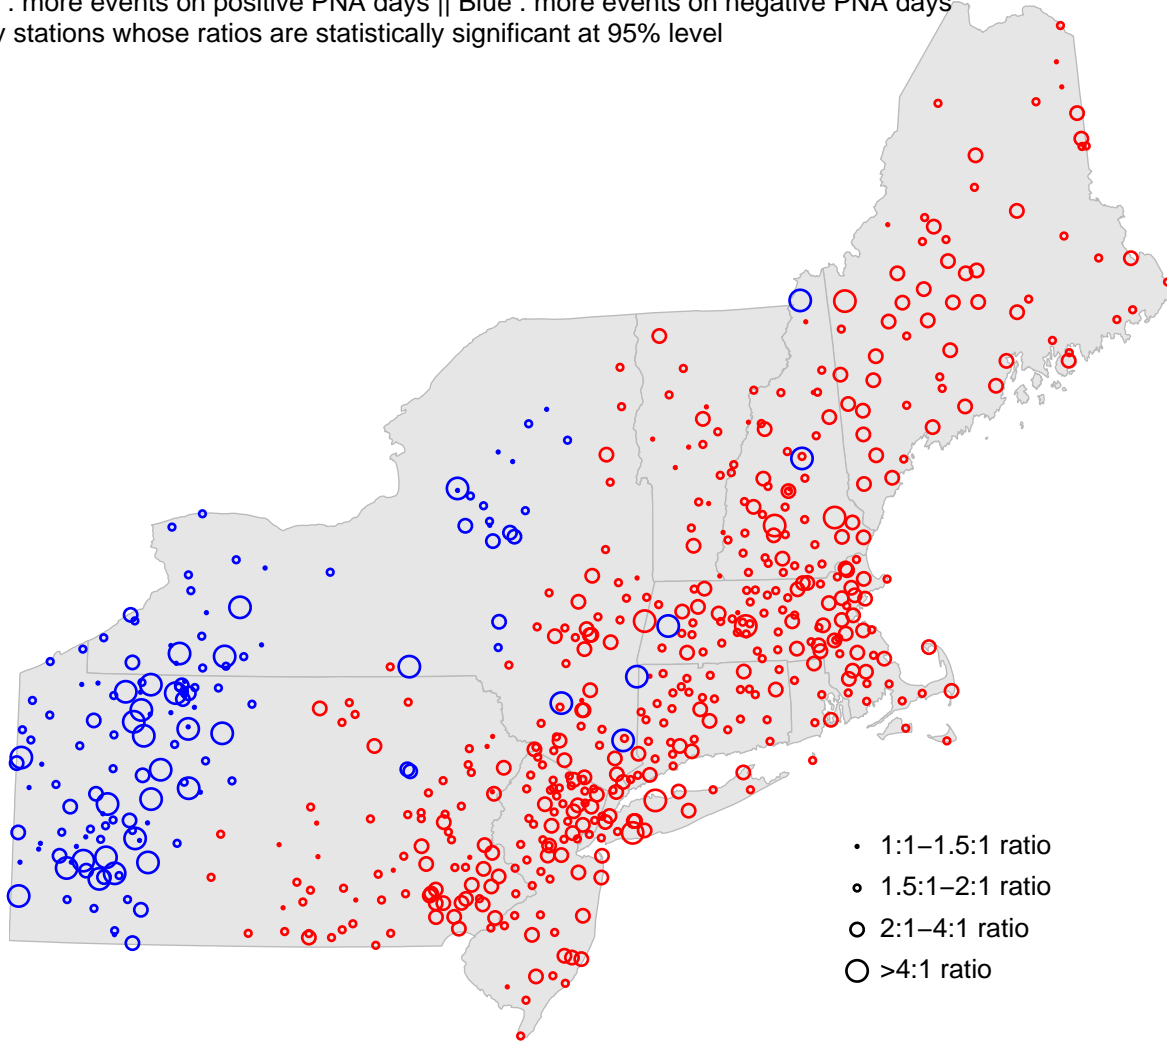 : more events on positive PNA days || Blue : more events on negative PNA days
stations whose ratios are statistically significant at 95% level
1:1−1.5:1 ratio
1.5:1−2:1 ratio
2:1−4:1 ratio
>4:1 ratio